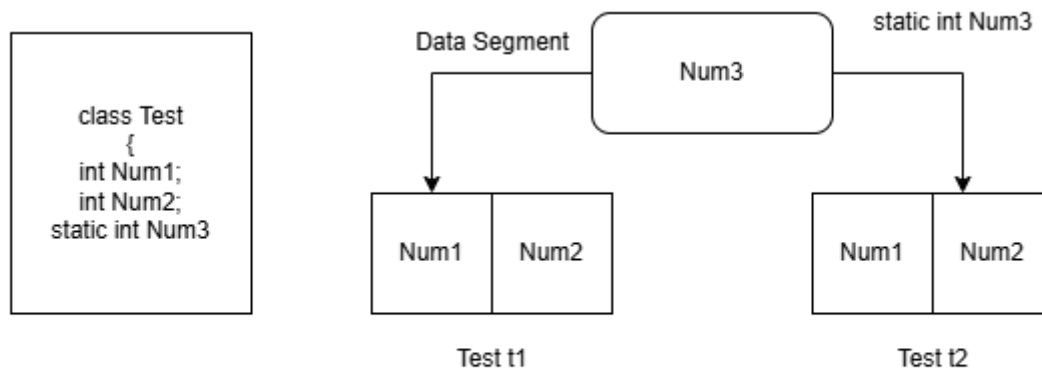 class Test
{
int Num1;
int Num2;
static int Num3
Data Segment
Num3
static int Num3
Num1
Num2
Test t1
Num1
Num2
Test t2